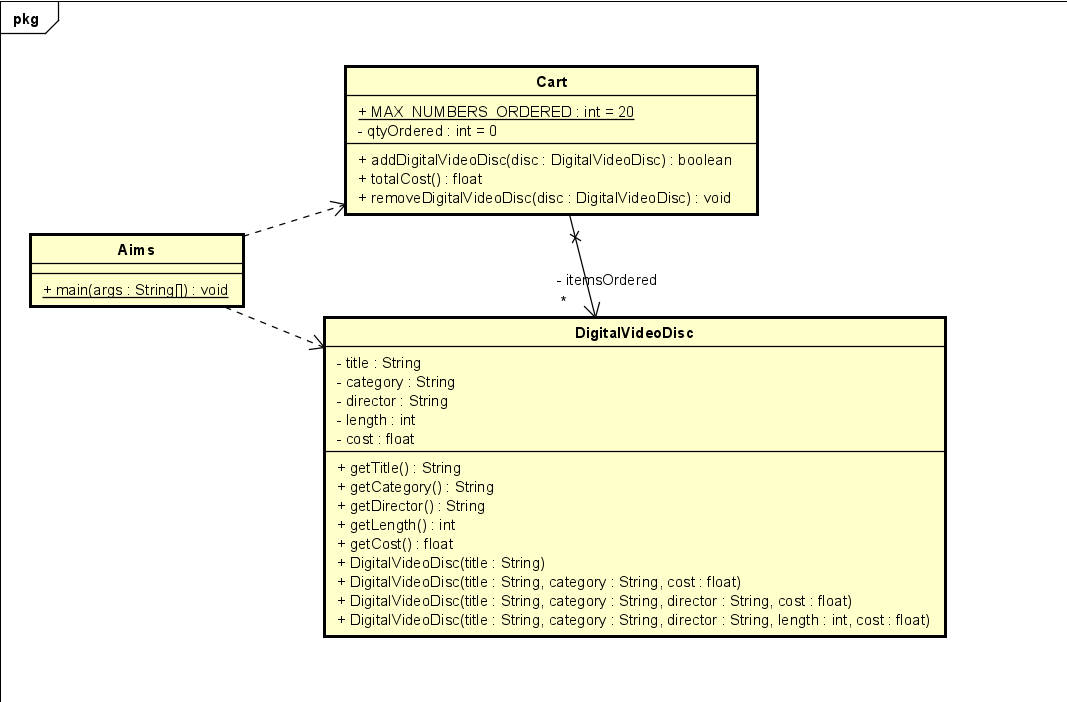 pkg
Cart
+ MAX_NUMBERS_ORDERED : int = 20
- qtyOrdered : int = 0
+ addDigitalVideoDisc(disc : DigitalVideoDisc) : boolean
+ totalCost() : float
+ removeDigitalVideoDisc(disc : DigitalVideoDisc) : void
Aims
+ main(args : String[]) : void
- itemsOrdered
*
DigitalVideoDisc
- title : String
- category : String
- director : String
- length : int
- cost : float
+ getTitle() : String
+ getCategory() : String
+ getDirector() : String
+ getLength() : int
+ getCost() : float
+ DigitalVideoDisc(title : String)
+ DigitalVideoDisc(title : String, category : String, cost : float)
+ DigitalVideoDisc(title : String, category : String, director : String, cost : float)
+ DigitalVideoDisc(title : String, category : String, director : String, length : int, cost : float)